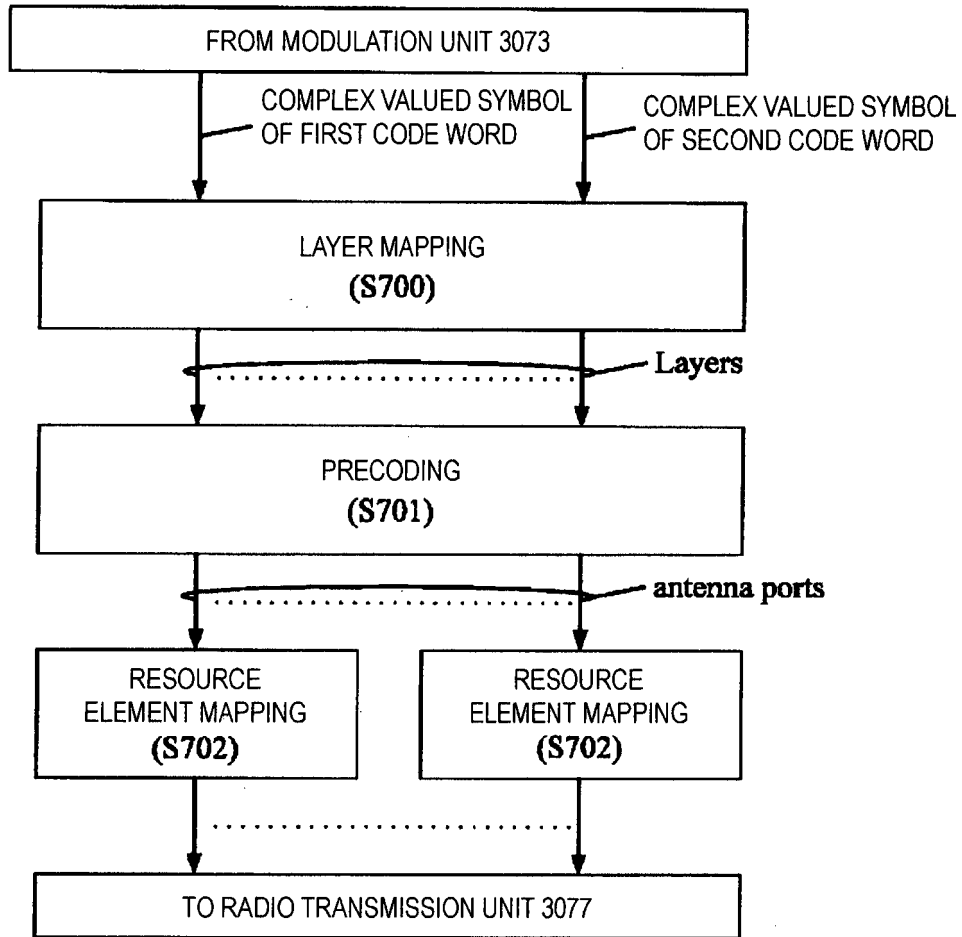 FROM MODULATION UNIT 3073
COMPLEX VALUED SYMBOL
OF FIRST CODE WORD
COMPLEX VALUED SYMBOL
OF SECOND CODE WORD
LAYER MAPPING
(S700)
Layers
PRECODING
(S701)
antenna ports
RESOURCE
ELEMENT MAPPING
(S702)
RESOURCE
ELEMENT MAPPING
(S702)
TO RADIO TRANSMISSION UNIT 3077